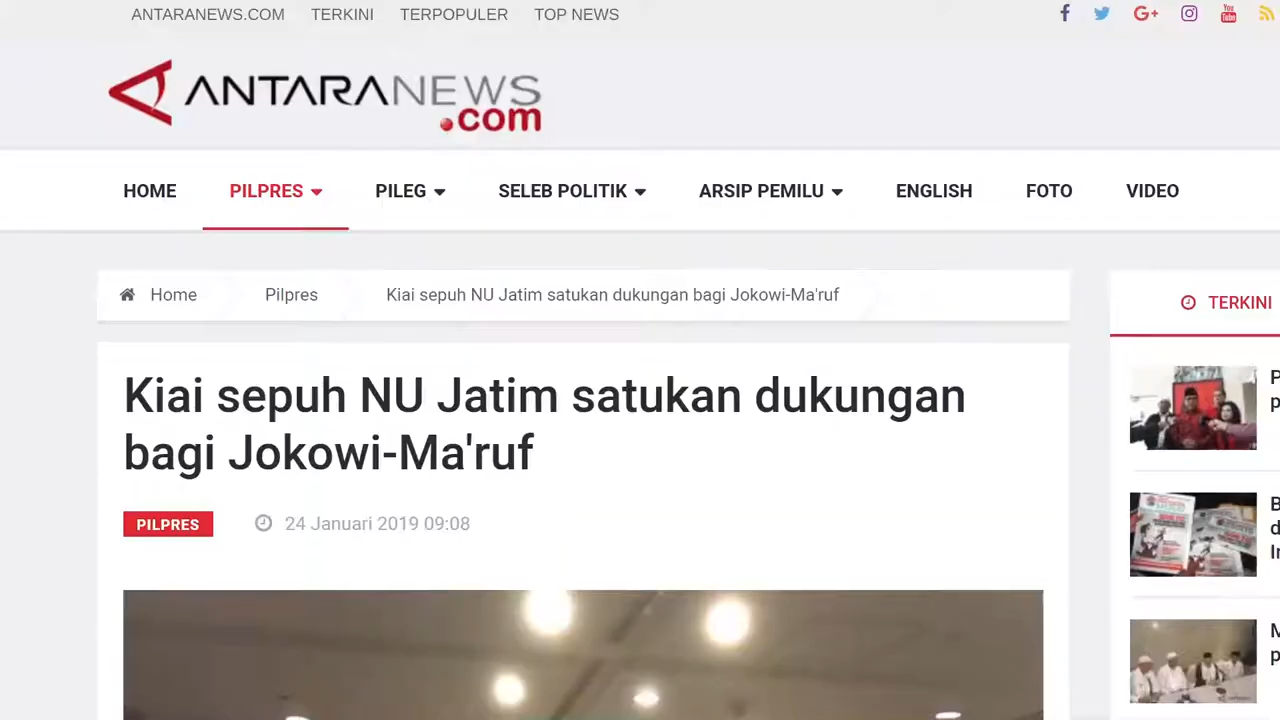 ANTARANEWS.COM TERKINI TERPOPULER TOP NEWS
ANTARANEWS
.com
HOME PILPRES PILEG SELEB POLITIK ARSIP PEMILU ENGLISH FOTO VIDEO
Home Pilpres Kiai sepuh NU Jatim satukan dukungan bagi Jokowi-Ma'ruf
TERKINI
Kiai sepuh NU Jatim satukan dukungan
bagi Jokowi-Ma'ruf
PILPRES 24 Januari 2019 09:08